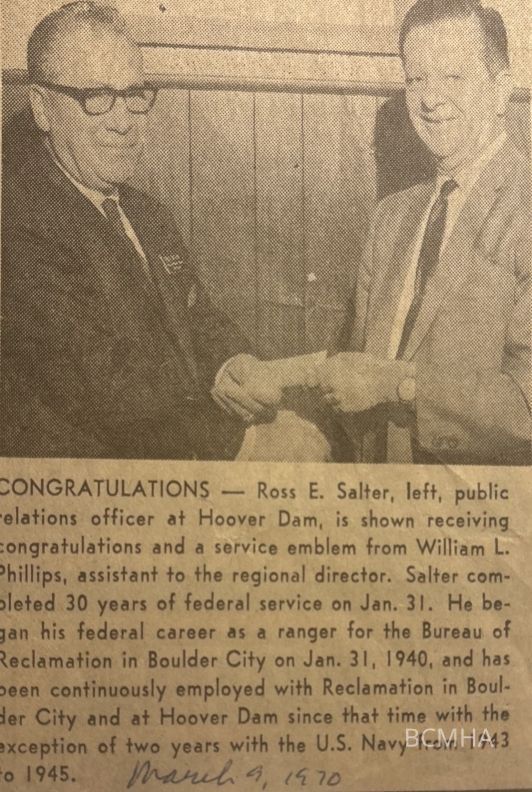 CONGRATULATIONS — Ross E. Salter, left, public
relations officer at Hoover Dam, is shown receiving
congratulations and a service emblem from William L.
Phillips, assistant to the regional director. Salter com-
pleted 30 years of federal service on Jan. 31. He be-
gan his federal career as a ranger for the Bureau of
Reclamation in Boulder City on Jan. 31, 1940, and has
been continuously employed with Reclamation in Boul-
der City and at Hoover Dam since that time with the
exception of two years with the U.S. Navy from 1943
to 1945. March 9, 1970
BCMHA